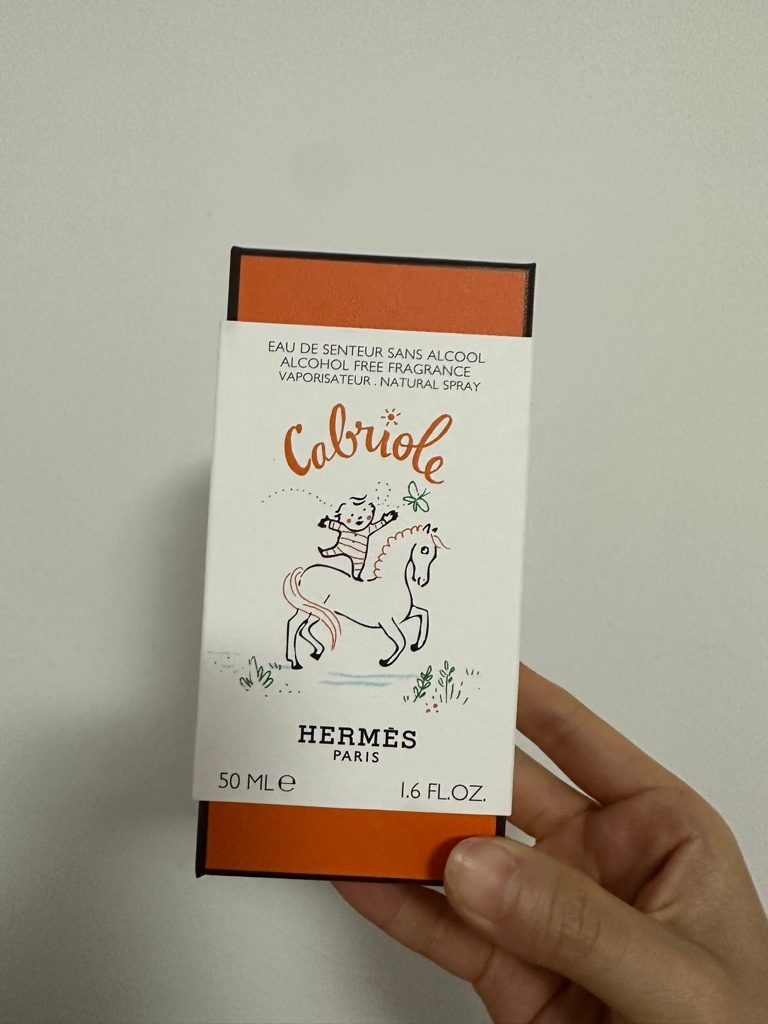 EAU DE SENTEUR SANS ALCOOL
ALCOHOL FREE FRAGRANCE
VAPORISATEUR . NATURAL SPRAY
Cabriole
HERMÈS
PARIS
50 ML ℮ 1.6 FL.OZ.